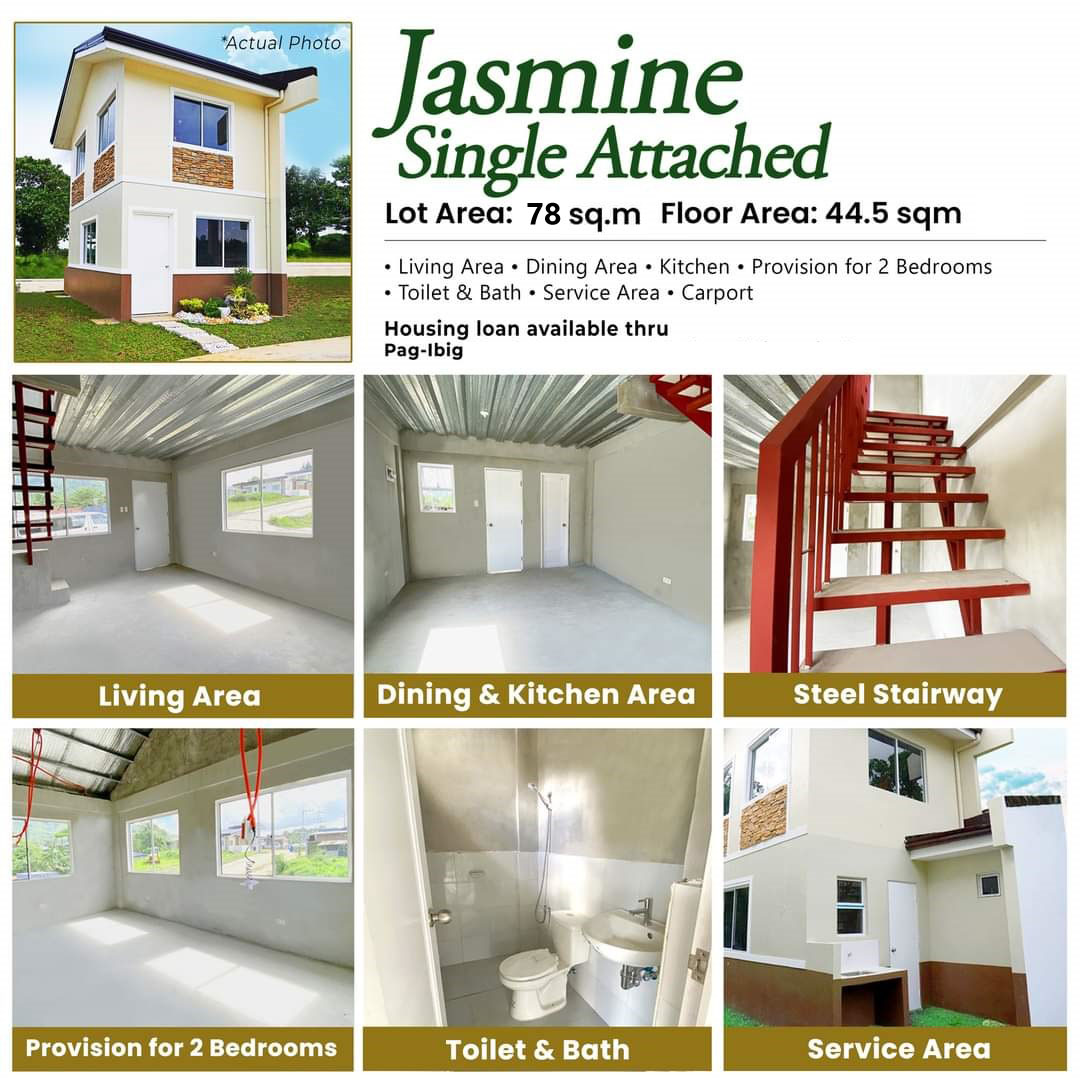 *Actual Photo
Jasmine
Single Attached
Lot Area: 78 sq.m Floor Area: 44.5 sqm
• Living Area • Dining Area • Kitchen • Provision for 2 Bedrooms
• Toilet & Bath • Service Area • Carport
Housing loan available thru
Pag-Ibig
Living Area
Dining & Kitchen Area
Steel Stairway
Provision for 2 Bedrooms
Toilet & Bath
Service Area